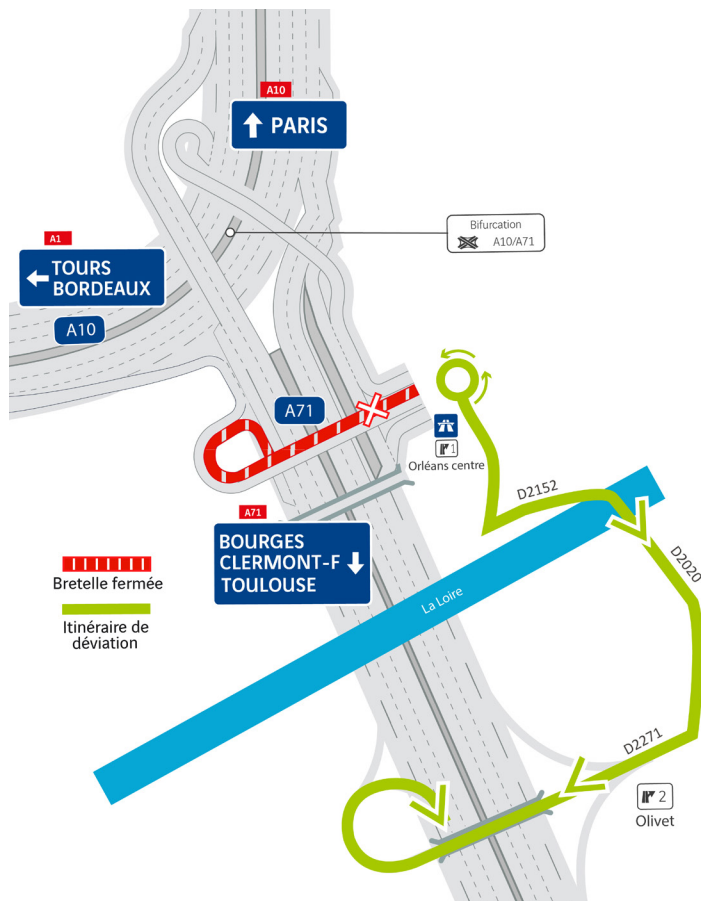 A10
PARIS
Bifurcation
A10/A71
A1
TOURS
BORDEAUX
A10
A71
1
Orléans centre
D2152
A71
BOURGES
CLERMONT-F
TOULOUSE
D2020
Bretelle fermée
Itinéraire de
déviation
La Loire
D2271
2
Olivet